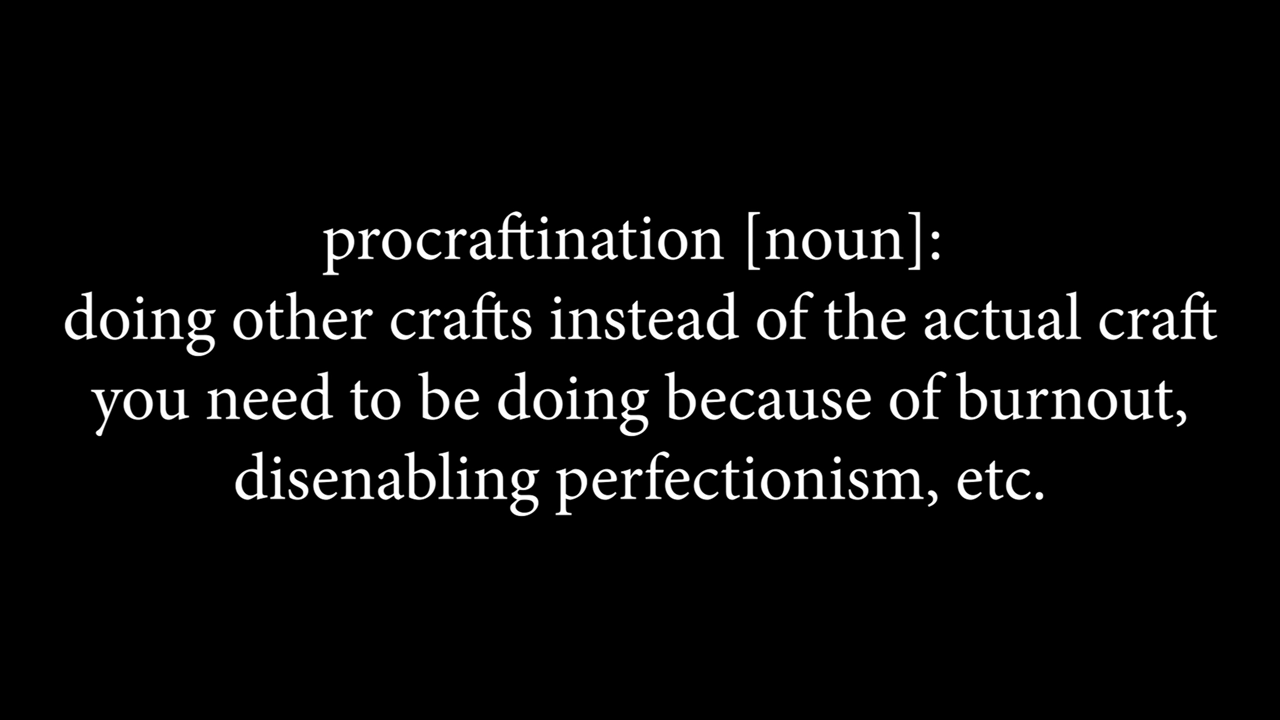 procraftination [noun]:
doing other crafts instead of the actual craft
you need to be doing because of burnout,
disenabling perfectionism, etc.